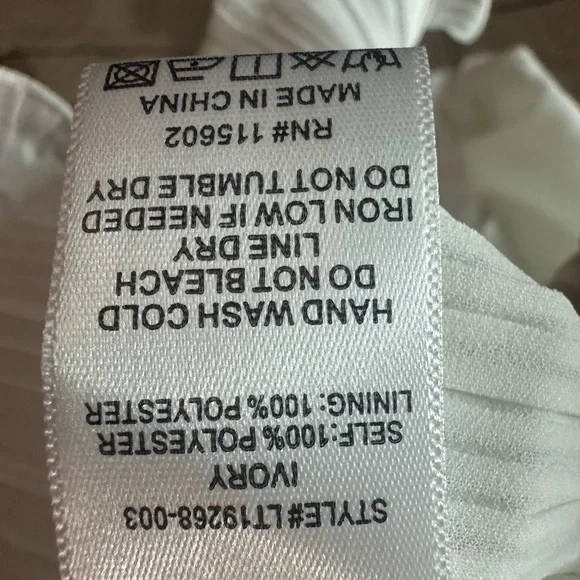 STYLE#LT19268-003
IVORY
SELF:100% POLYESTER
LINING: 100% POLYESTER
HAND WASH COLD
DO NOT BLEACH
LINE DRY
IRON LOW IF NEEDED
DO NOT TUMBLE DRY
RN# 115602
MADE IN CHINA